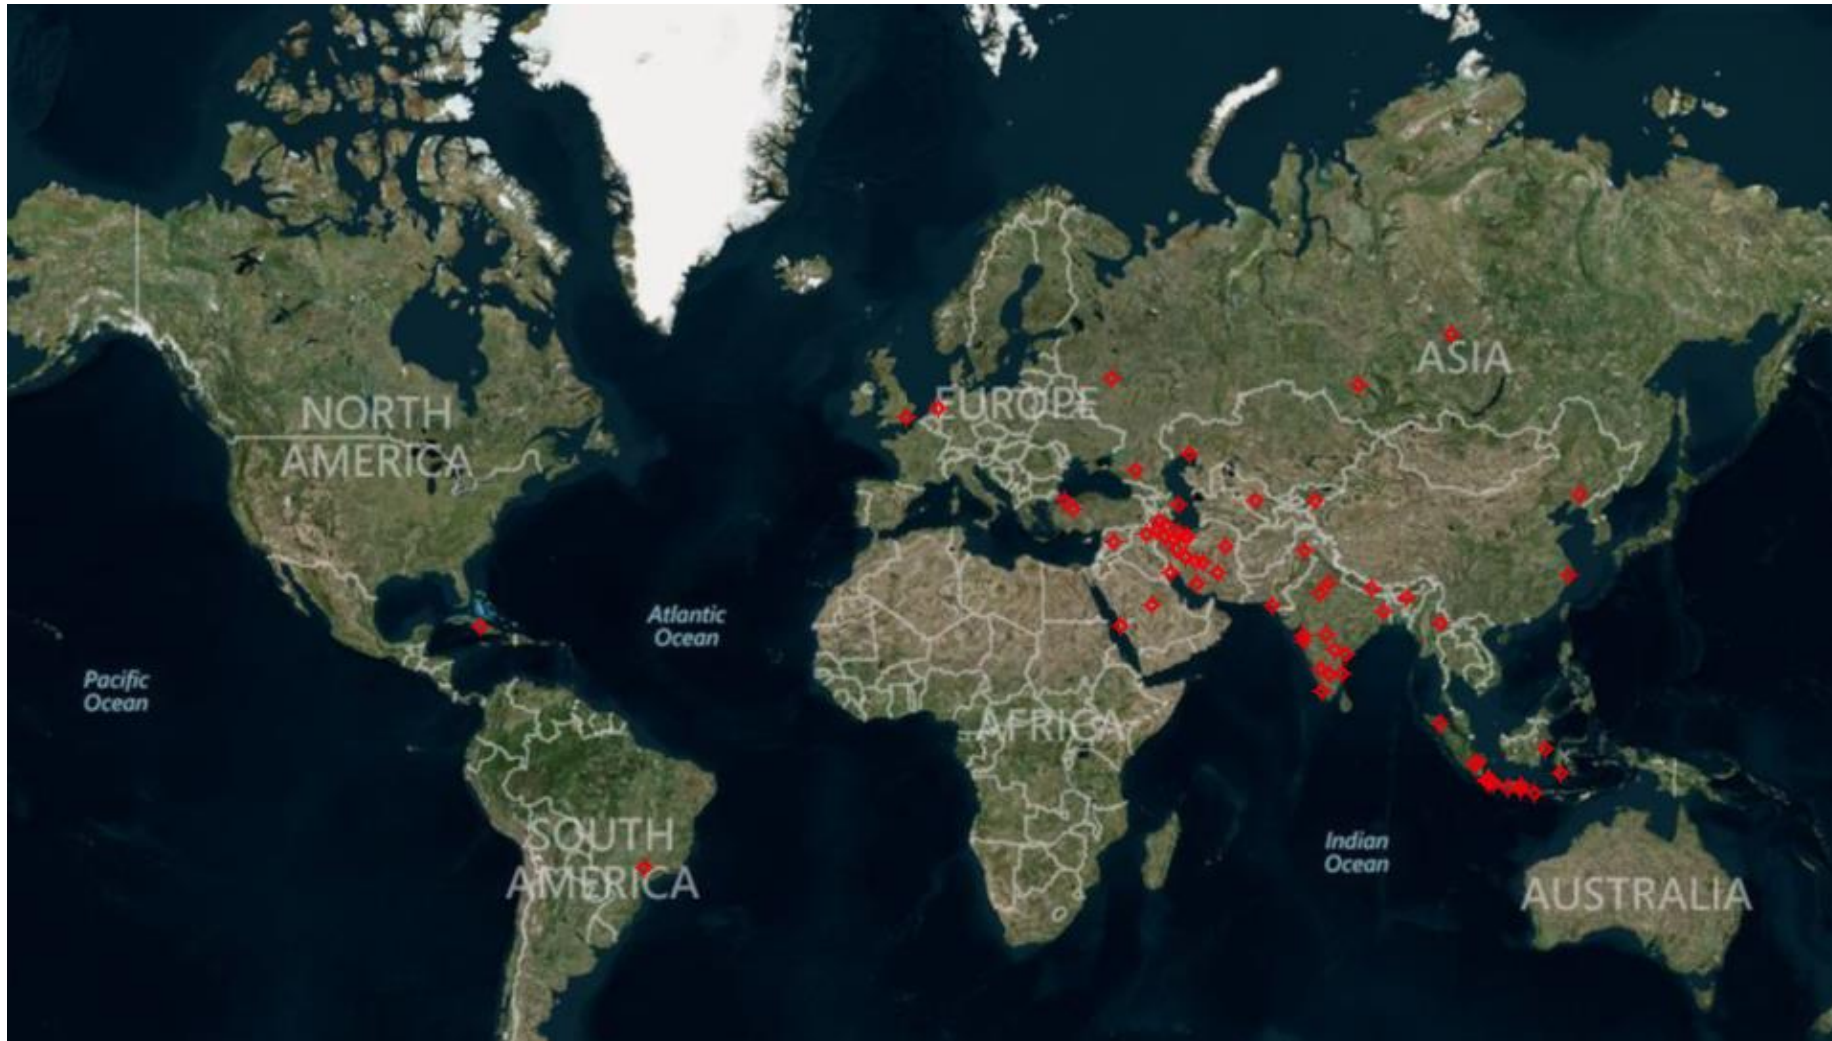 ASIA
NORTH
AMERICA
EUROPE
Atlantic
Ocean
Pacific
Ocean
AFRICA
SOUTH
AMERICA
Indian
Ocean
AUSTRALIA